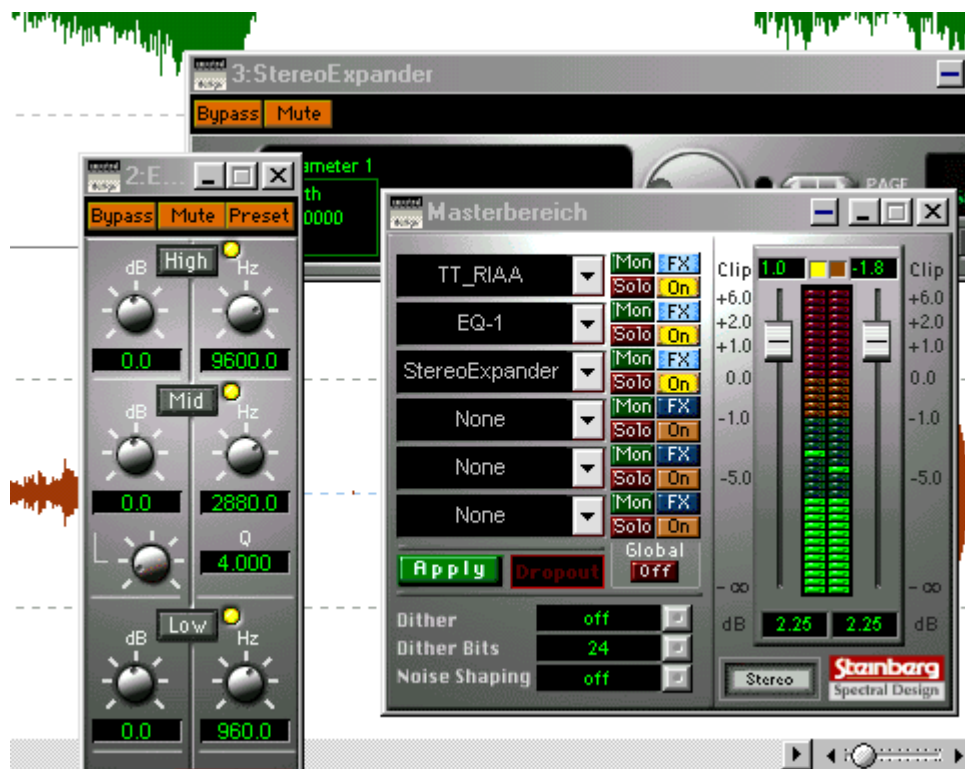 3:StereoExpander
Bypass Mute
ameter 1
th
0000
PAGE
2:E...
Bypass Mute Preset
High
dB Hz
0.0 9600.0
Mid
dB Hz
0.0 2880.0
Q
4.000
Low
dB Hz
0.0 960.0
Masterbereich
TT_RIAA
Mon FX
Solo On
EQ-1
Mon FX
Solo On
StereoExpander
Mon FX
Solo On
None
Mon FX
Solo On
None
Mon FX
Solo On
None
Mon FX
Solo On
Apply Dropout
Global
Off
Dither off
Dither Bits 24
Noise Shaping off
Clip 1.0 -1.8 Clip
+6.0 +6.0
+2.0 +2.0
+1.0 +1.0
0.0 0.0
-1.0 -1.0
-5.0 -5.0
-∞ -∞
dB 2.25 2.25 dB
Stereo
Steinberg
Spectral Design